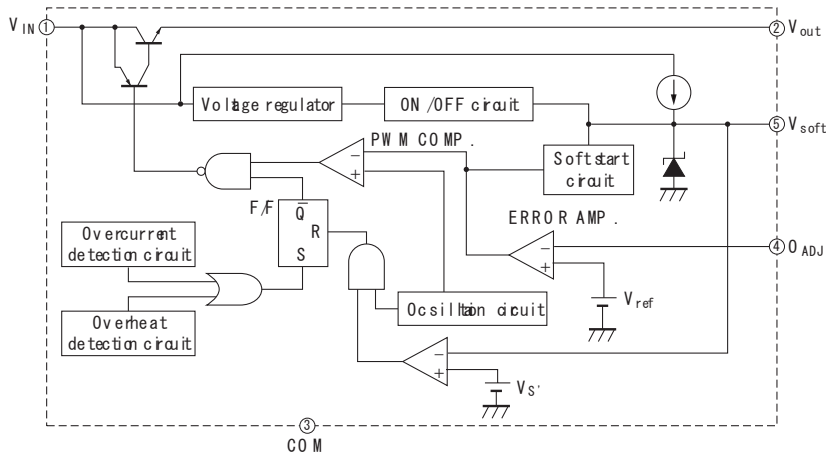 V IN ①
② V out
Voltage regulator
ON/OFF circuit
⑤ V soft
PWM COMP.
−
+
Soft start
circuit
F/F
Q̅
R
S
ERROR AMP.
−
+
④ O ADJ
Overcurrent
detection circuit
V ref
Overheat
detection circuit
Ocsilltion circuit
−
+
V S'
③
COM